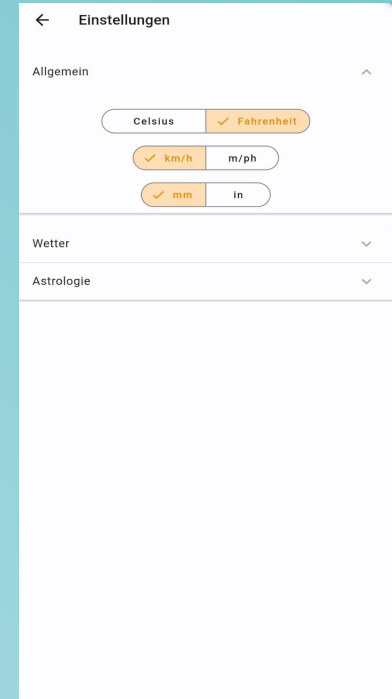 Einstellungen
Allgemein
Celsius Fahrenheit
km/h m/ph
mm in
Wetter
Astrologie